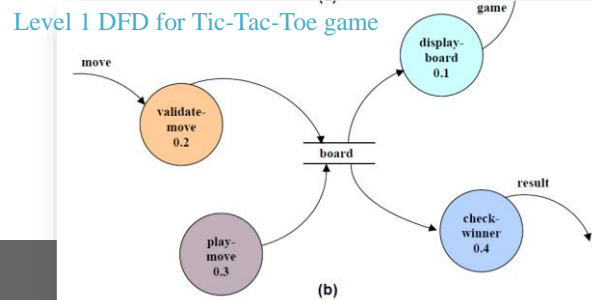 Level 1 DFD for Tic-Tac-Toe game
game
display-
board
0.1
move
validate-
move
0.2
board
result
check-
winner
0.4
play-
move
0.3
(b)